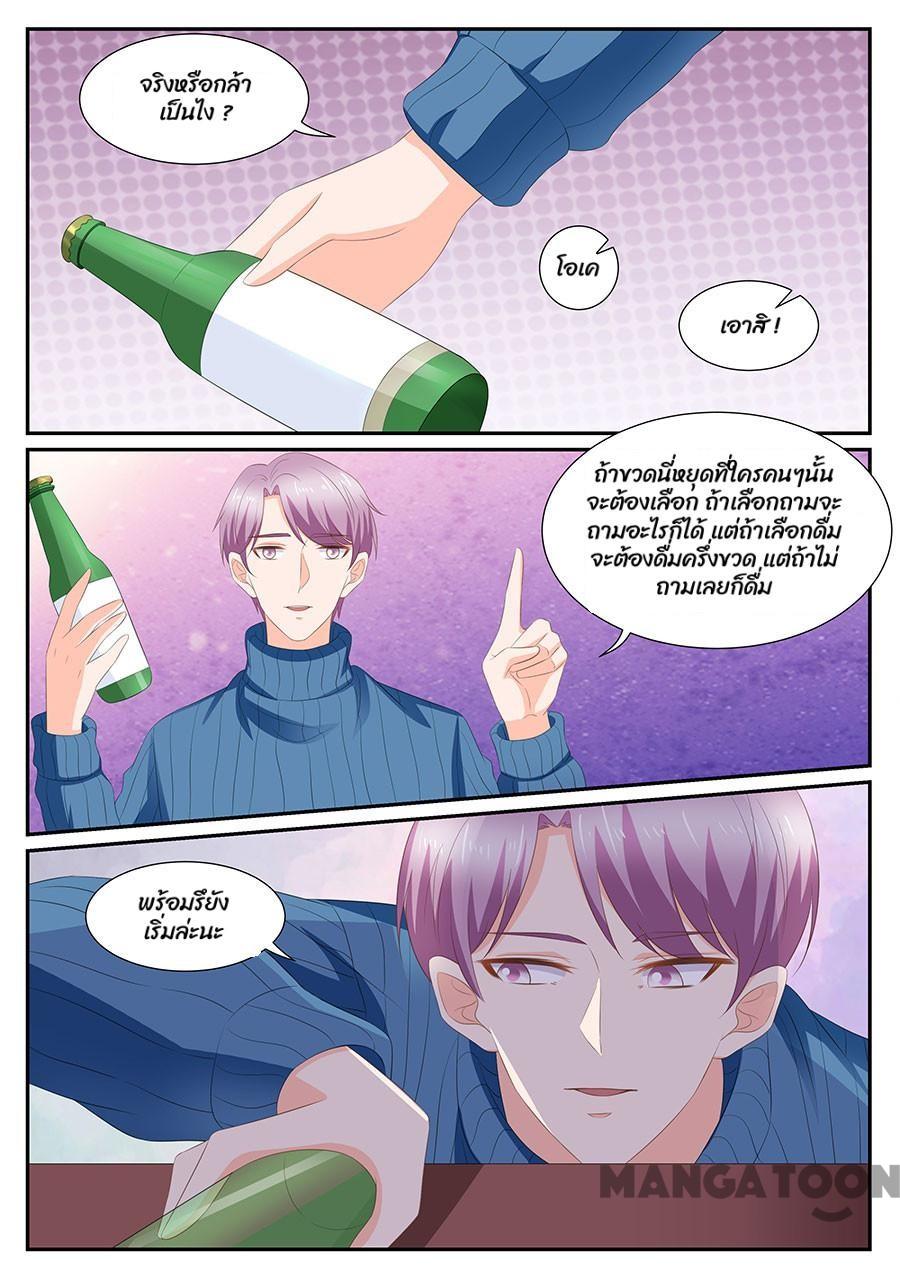 จริงหรือกล้า
เป็นไง ?
โอเค
เอาสิ !
ถ้าขวดนี่หยุดที่ใครคนๆนั้น
จะต้องเลือก ถ้าเลือกถามจะ
ถามอะไรก็ได้ แต่ถ้าเลือกดื่ม
จะต้องดื่มครึ่งขวด แต่ถ้าไม่
ถามเลยก็ดื่ม
พร้อมรึยัง
เริ่มล่ะนะ
MANGATOON